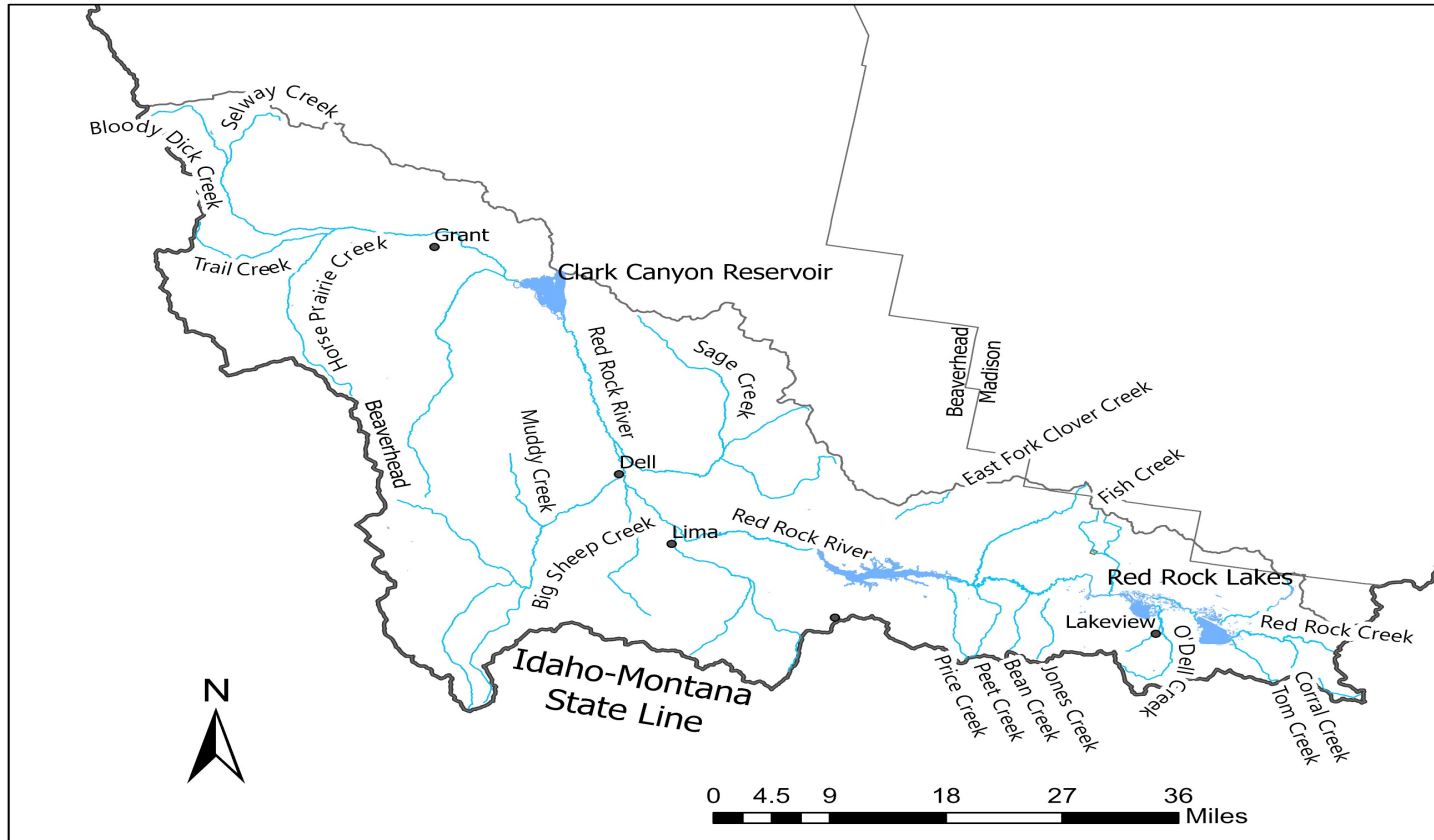 Selway Creek
Bloody Dick Creek
Grant
Trail Creek
Horse Prairie Creek
Clark Canyon Reservoir
Red Rock River
Sage Creek
Beaverhead
Madison
Beaverhead
Muddy Creek
Dell
East Fork Clover Creek
Fish Creek
Big Sheep Creek
Lima
Red Rock River
Red Rock Lakes
Lakeview
O'Dell Creek
Red Rock Creek
Idaho-Montana
State Line
Price Creek
Peet Creek
Bean Creek
Jones Creek
Tom Creek
Corral Creek
N
0 4.5 9 18 27 36
Miles